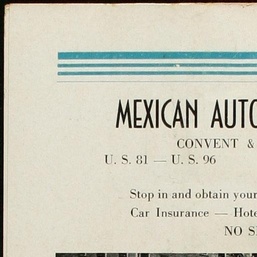 MEXICAN AUTO
CONVENT &
U. S. 81 — U. S. 96
Stop in and obtain your
Car Insurance — Hote
NO S